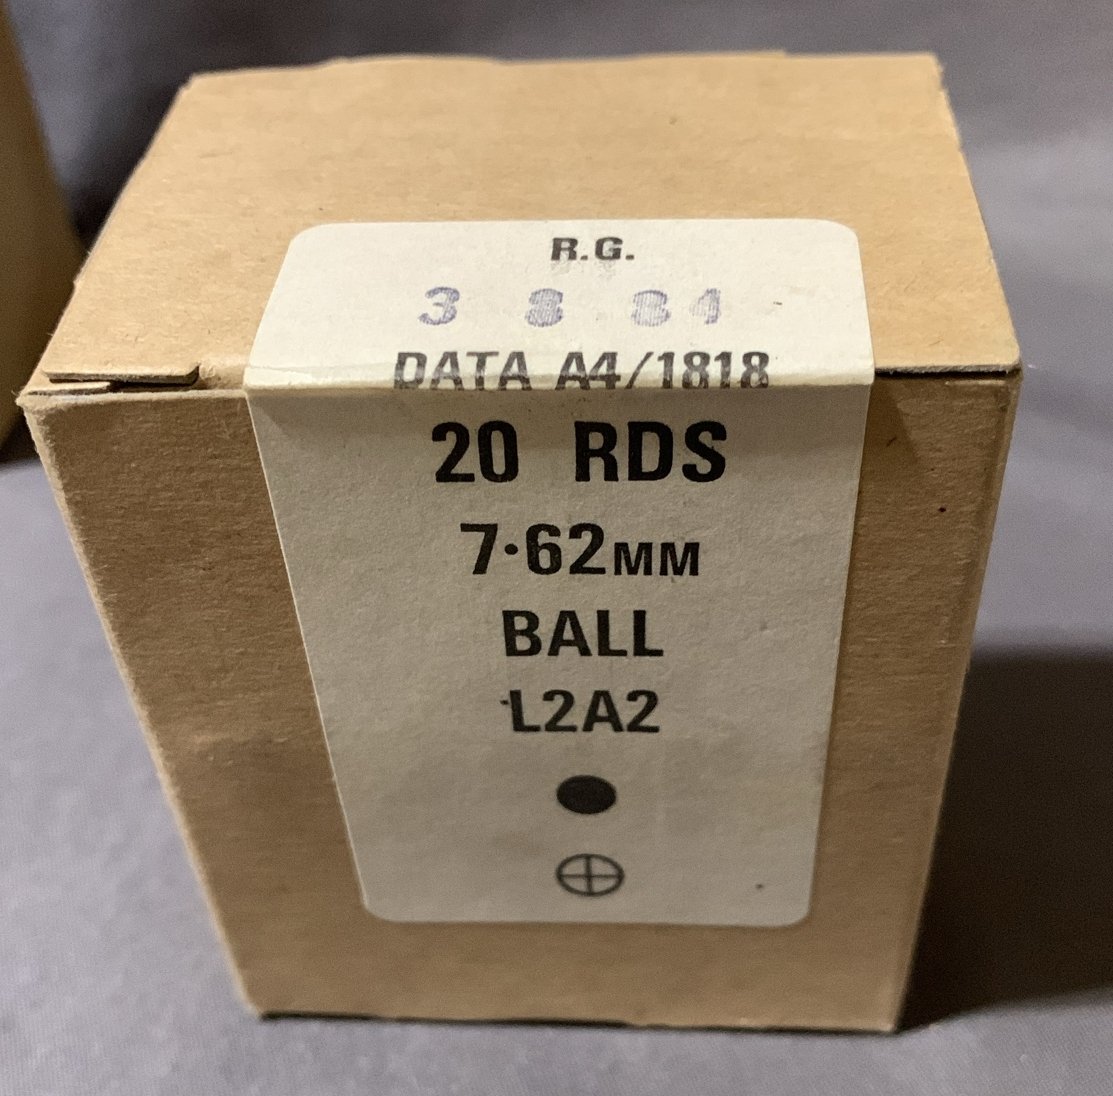 R.G.
3 8 84
DATA A4/1818
20 RDS
7·62MM
BALL
L2A2